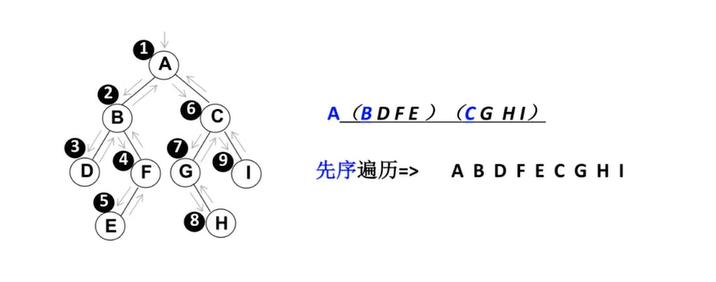 1
A
2
B
6
C
3
D
4
F
7
G
9
I
5
E
8
H
A（B D F E ）（C G H I）
先序遍历=> A B D F E C G H I